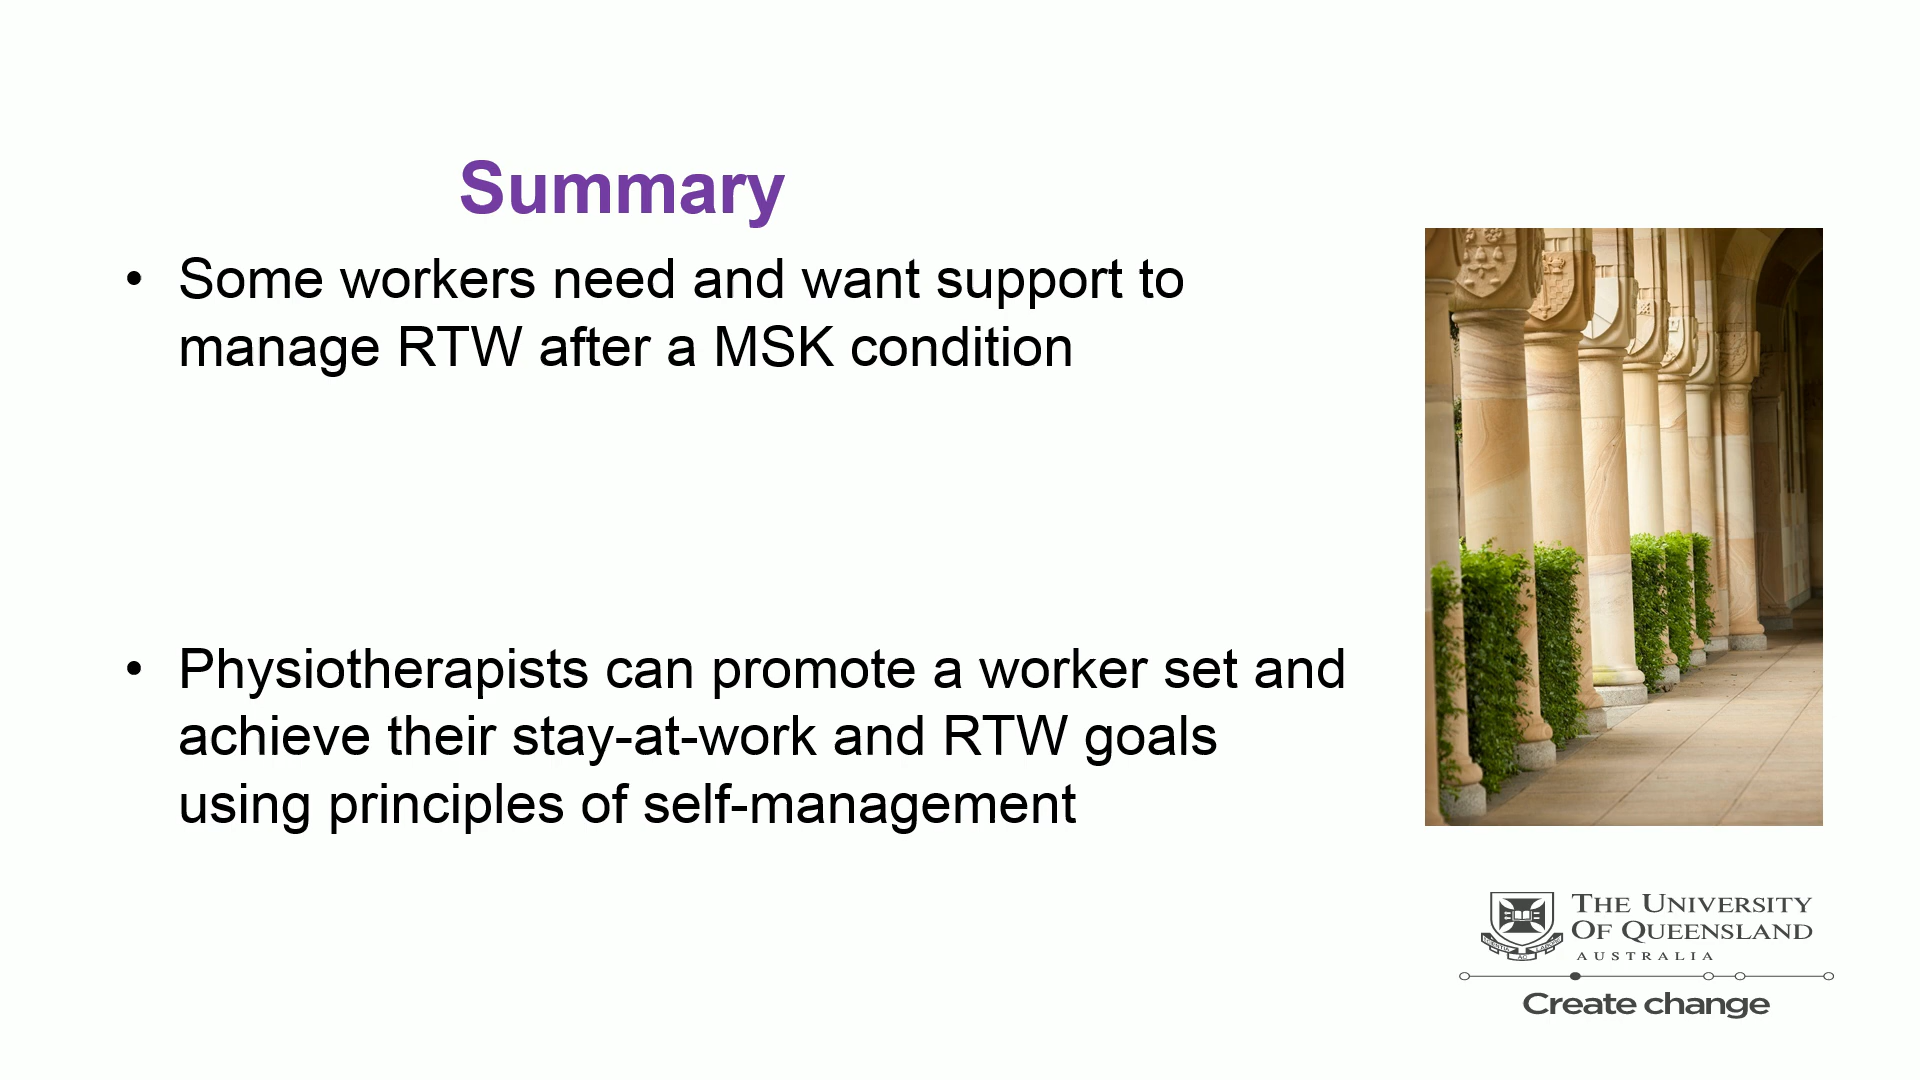 Summary
• Some workers need and want support to
manage RTW after a MSK condition
• Physiotherapists can promote a worker set and
achieve their stay-at-work and RTW goals
using principles of self-management
THE UNIVERSITY
OF QUEENSLAND
AUSTRALIA
Create change